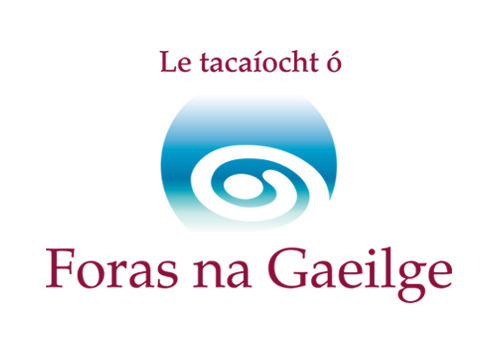 Le tacaíocht ó
Foras na Gaeilge